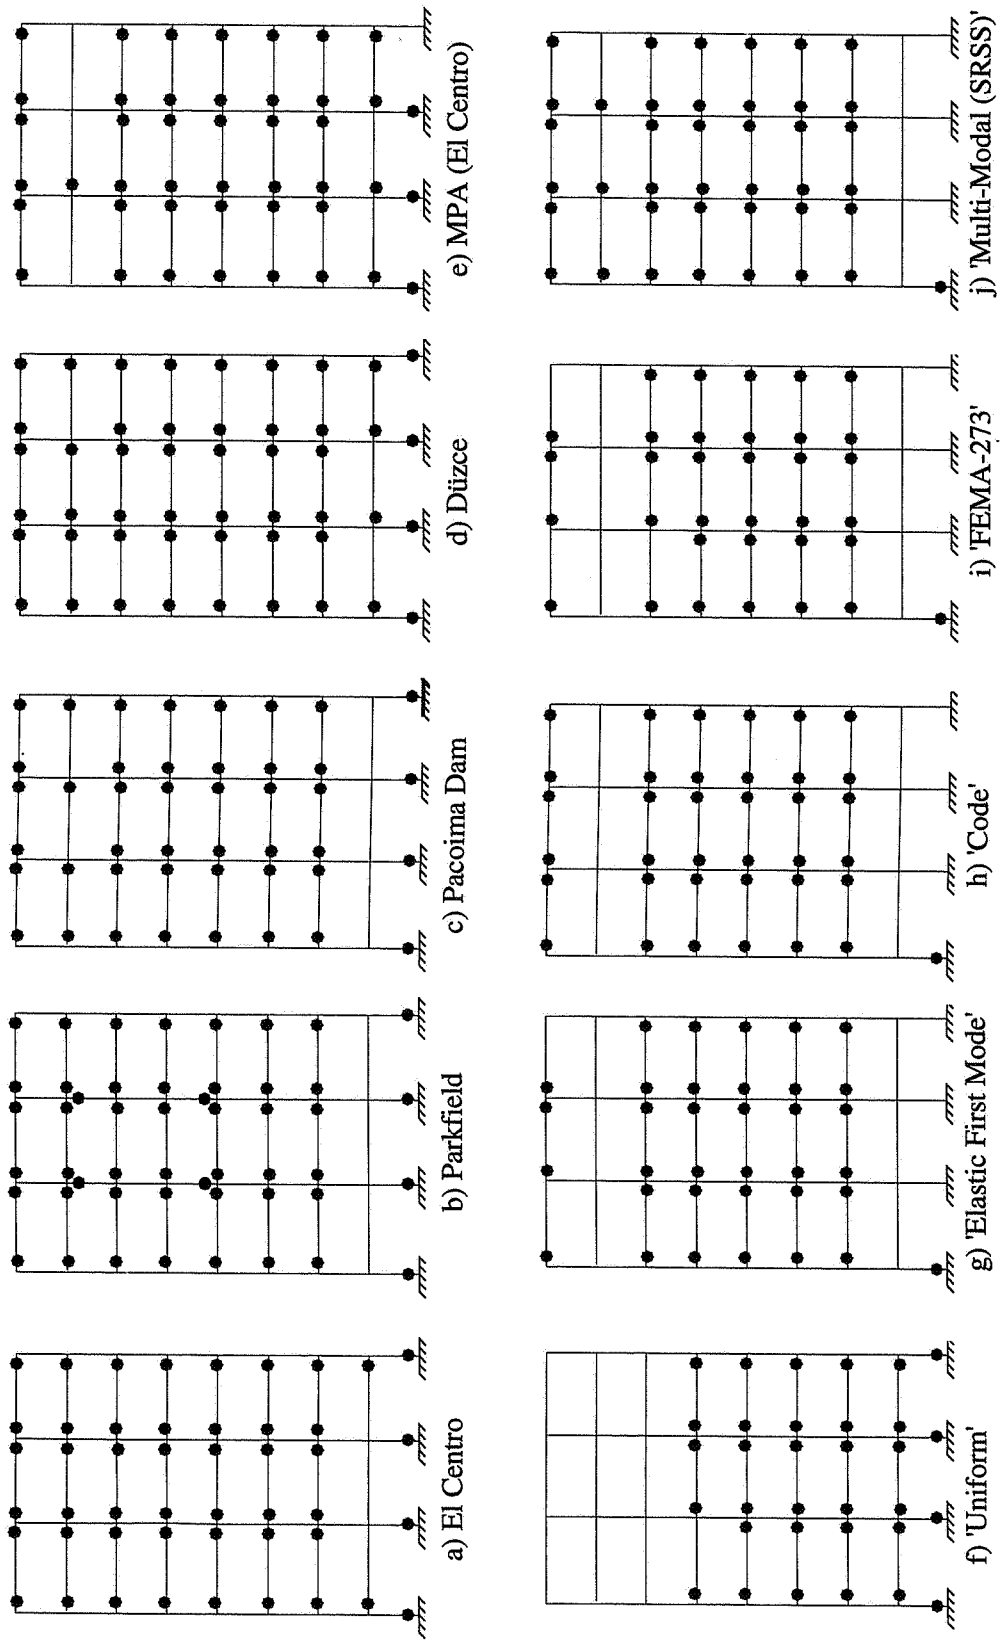 a) El Centro
b) Parkfield
c) Pacoima Dam
d) Düzce
e) MPA (El Centro)
f) 'Uniform'
g) 'Elastic First Mode'
h) 'Code'
i) 'FEMA-273'
j) 'Multi-Modal (SRSS)'